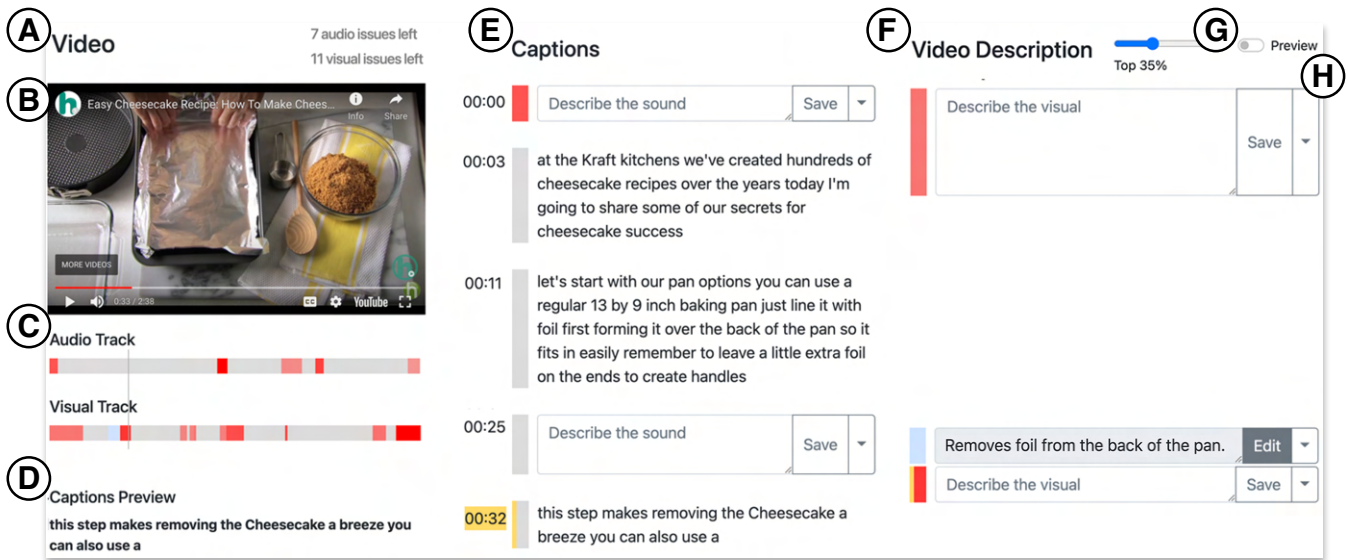 A
Video
7 audio issues left
11 visual issues left
B
Easy Cheesecake Recipe: How To Make Chees...
Info
Share
MORE VIDEOS
0:33 / 2:38
CC
YouTube
C
Audio Track
Visual Track
D
Captions Preview
this step makes removing the Cheesecake a breeze you
can also use a
E
Captions
00:00
Describe the sound
Save
00:03
at the Kraft kitchens we've created hundreds of
cheesecake recipes over the years today I'm
going to share some of our secrets for
cheesecake success
00:11
let's start with our pan options you can use a
regular 13 by 9 inch baking pan just line it with
foil first forming it over the back of the pan so it
fits in easily remember to leave a little extra foil
on the ends to create handles
00:25
Describe the sound
Save
00:32
this step makes removing the Cheesecake a
breeze you can also use a
F
Video Description
Top 35%
G
Preview
H
Describe the visual
Save
Removes foil from the back of the pan.
Edit
Describe the visual
Save